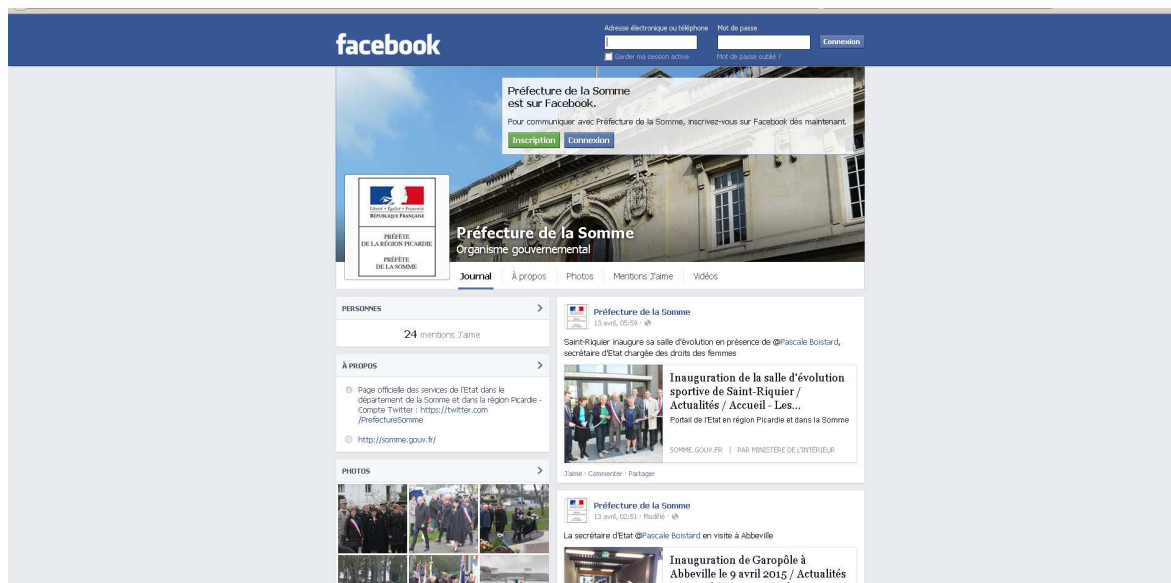 facebook
Adresse électronique ou téléphone
Mot de passe
Connexion
Garder ma session active
Mot de passe oublié ?
Préfecture de la Somme
est sur Facebook.
Pour communiquer avec Préfecture de la Somme, inscrivez-vous sur Facebook dès maintenant.
Inscription
Connexion
Liberté • Égalité • Fraternité
RÉPUBLIQUE FRANÇAISE
PRÉFÈTE
DE LA RÉGION PICARDIE
PRÉFÈTE
DE LA SOMME
Préfecture de la Somme
Organisme gouvernemental
Journal
À propos
Photos
Mentions J'aime
Vidéos
PERSONNES
24 mentions J'aime
À PROPOS
Page officielle des services de l'Etat dans le
département de la Somme et dans la région Picardie -
Compte Twitter : https://twitter.com
/PrefectureSomme
http://somme.gouv.fr/
PHOTOS
Préfecture de la Somme
13 avril, 05:59 ·
Saint-Riquier inaugure sa salle d'évolution en présence de @Pascale Boistard,
secrétaire d'Etat chargée des droits des femmes
Inauguration de la salle d'évolution
sportive de Saint-Riquier /
Actualités / Accueil - Les...
Portail de l'Etat en région Picardie et dans la Somme
SOMME.GOUV.FR | PAR MINISTÈRE DE L'INTÉRIEUR
J'aime · Commenter · Partager
Préfecture de la Somme
13 avril, 02:51 · Modifié ·
La secrétaire d'Etat @Pascale Boistard en visite à Abbeville
Inauguration de Garopôle à
Abbeville le 9 avril 2015 / Actualités